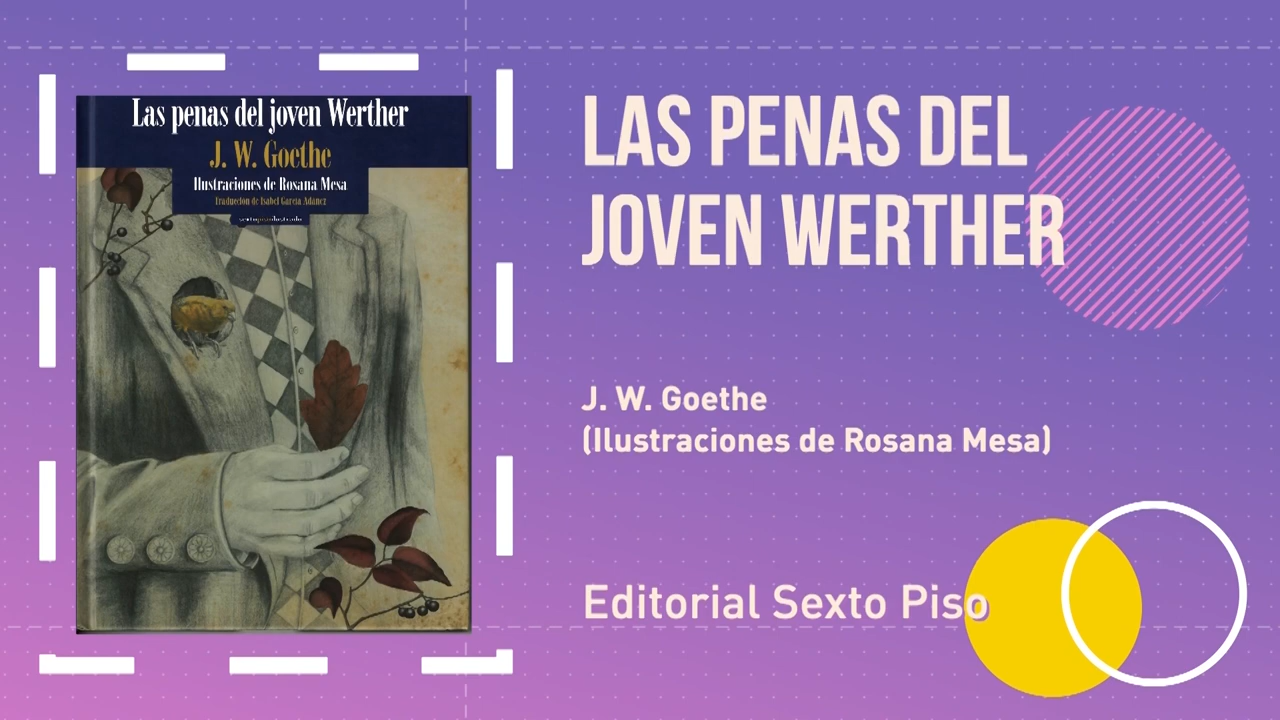 Las penas del joven Werther
J. W. Goethe
Ilustraciones de Rosana Mesa
Traducción de Isabel García Adánez
LAS PENAS DEL
JOVEN WERTHER
J. W. Goethe
(Ilustraciones de Rosana Mesa)
Editorial Sexto Piso